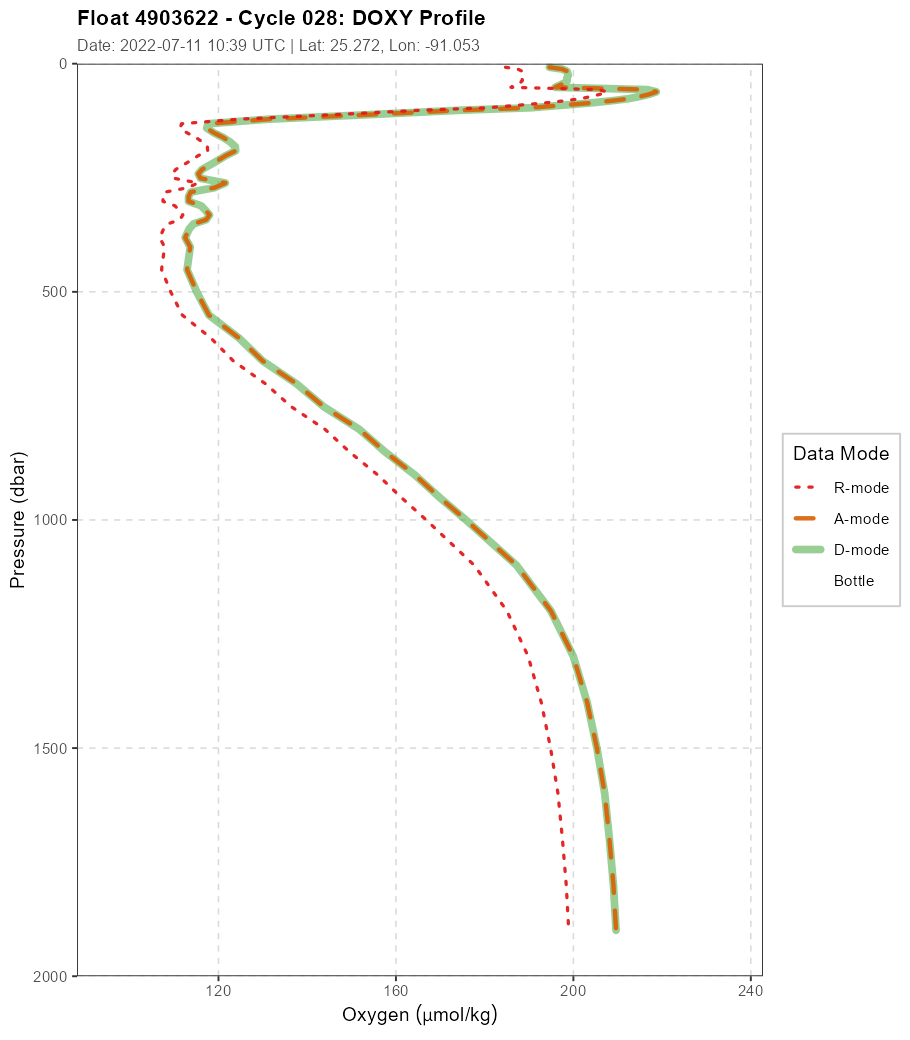 Float 4903622 - Cycle 028: DOXY Profile
Date: 2022-07-11 10:39 UTC | Lat: 25.272, Lon: -91.053
0
500
1000
1500
2000
Pressure (dbar)
120 160 200 240
Oxygen (μmol/kg)
Data Mode
R-mode
A-mode
D-mode
Bottle